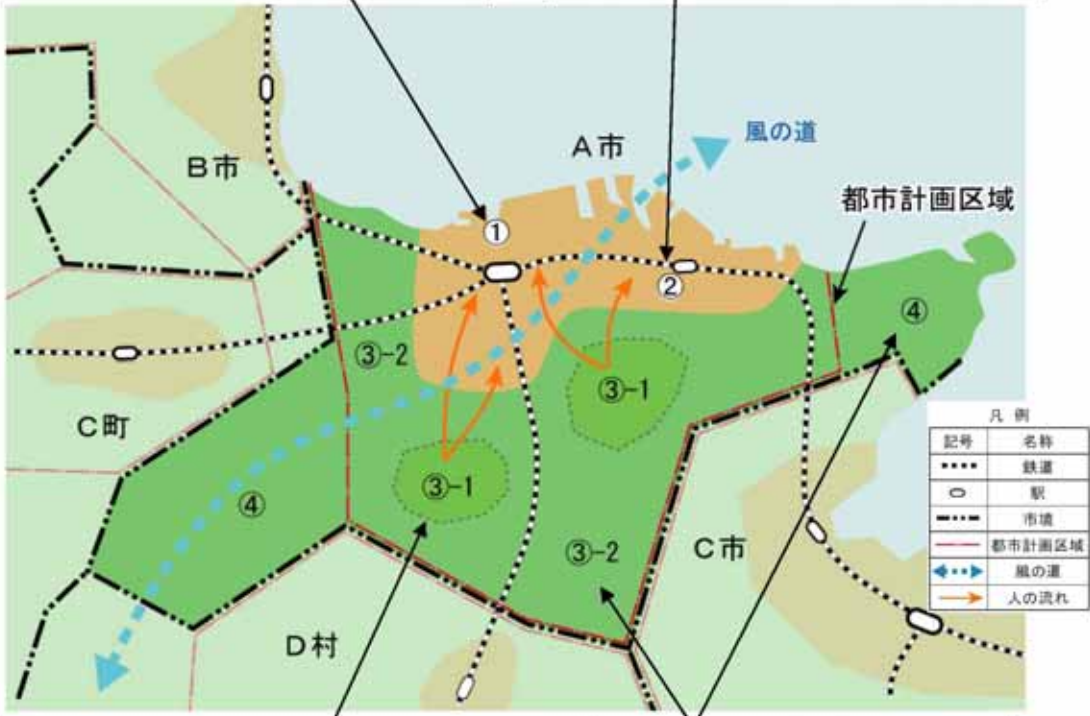 風の道
A市
B市
都市計画区域
①
②
④
③-2
③-1
C町
③-1
④
③-2
C市
D村
凡 例
記号 名称
鉄道
駅
市境
都市計画区域
風の道
人の流れ